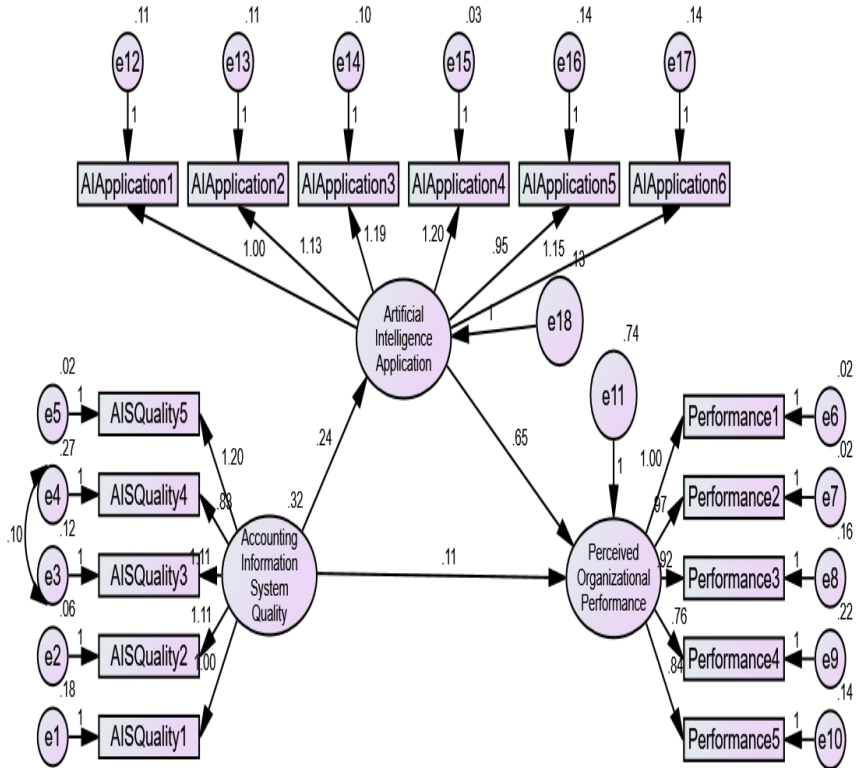 .11
.11
.10
.03
.14
.14
e12
e13
e14
e15
e16
e17
1
1
1
1
1
1
AIApplication1
AIApplication2
AIApplication3
AIApplication4
AIApplication5
AIApplication6
1.00
1.13
1.19
1.20
.95
1.15
.13
Artificial
Intelligence
Application
1
e18
.74
e11
1
.02
e5
1
AISQuality5
.27
e4
1
AISQuality4
.10
.12
e3
1
AISQuality3
.06
e2
1
AISQuality2
.18
e1
1
AISQuality1
1.20
.83
1.11
1.11
1.00
.32
Accounting
Information
System
Quality
.24
.65
.11
Perceived
Organizational
Performance
1.00
.97
.92
.76
.84
.02
Performance1
1
e6
.02
Performance2
1
e7
.16
Performance3
1
e8
.22
Performance4
1
e9
.14
Performance5
1
e10